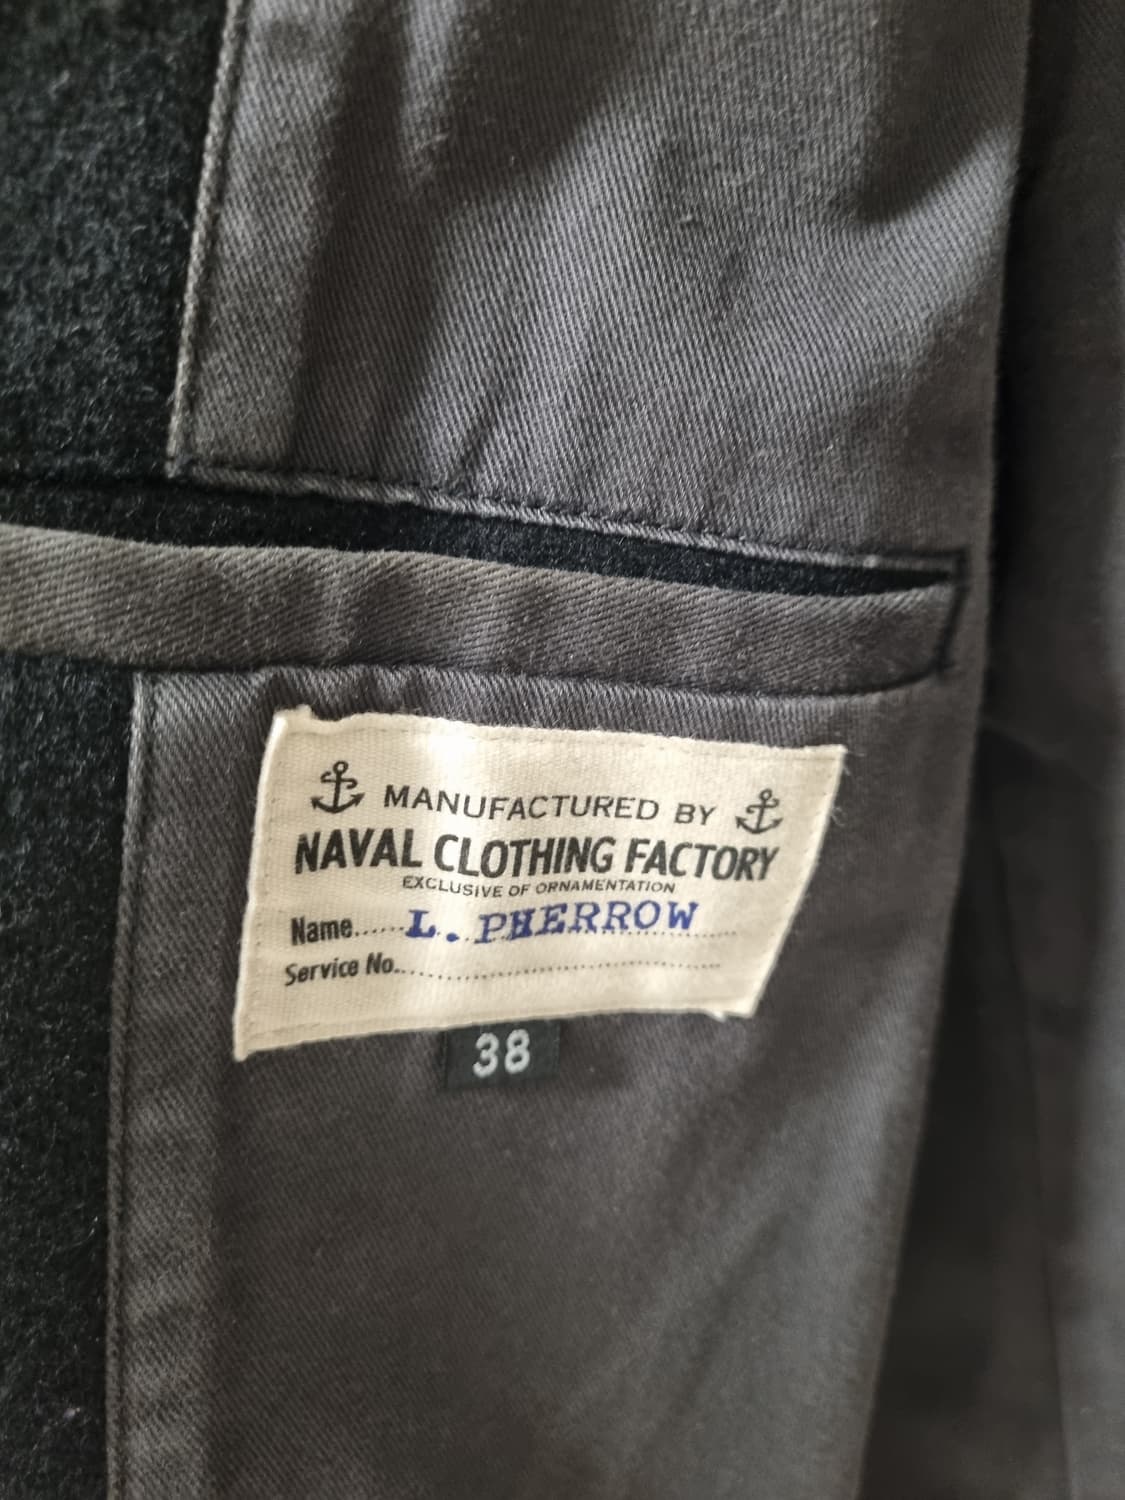 MANUFACTURED BY
NAVAL CLOTHING FACTORY
EXCLUSIVE OF ORNAMENTATION
Name......L. PHERROW......
Service No..............................
38